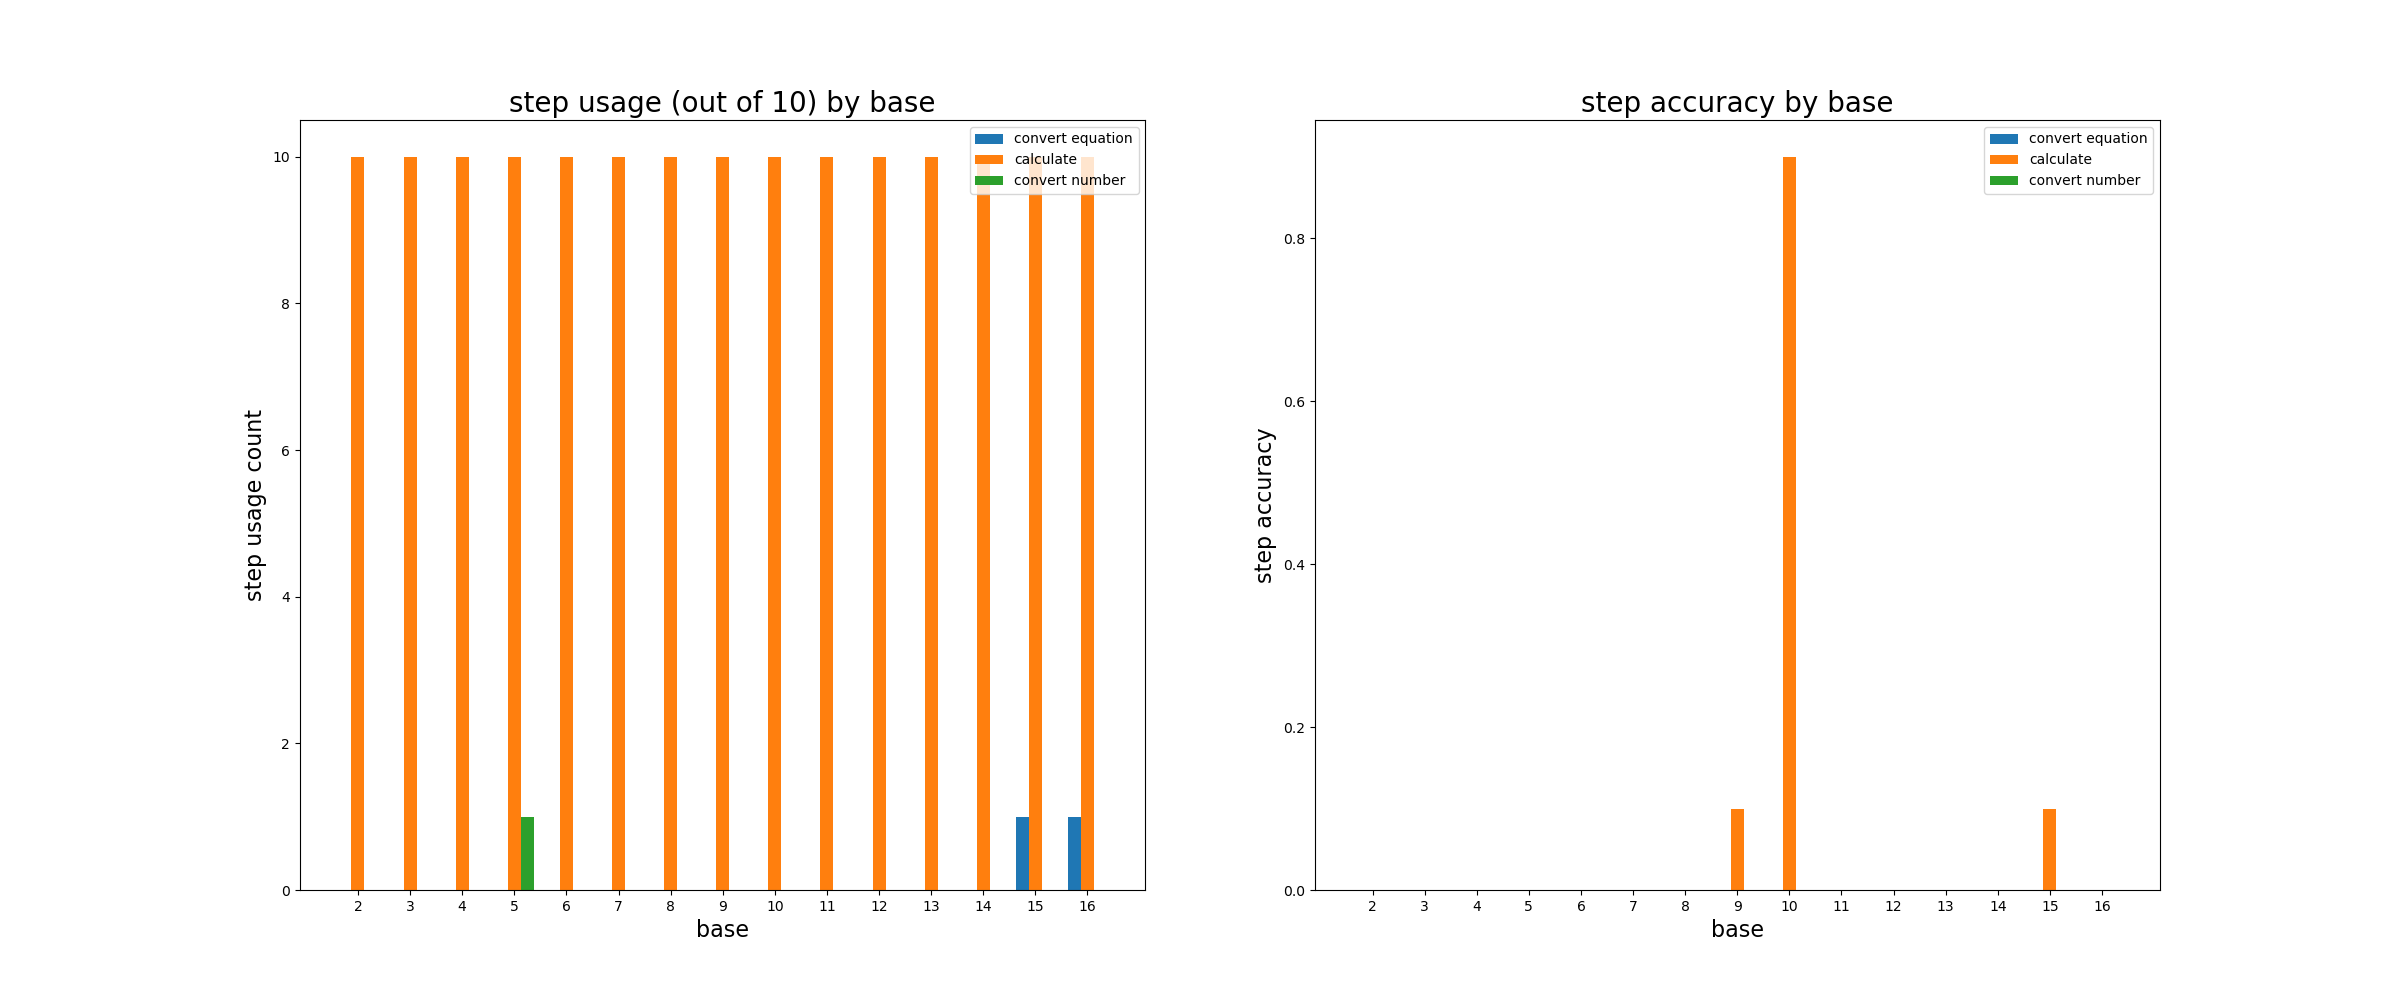 step usage (out of 10) by base
convert equation
calculate
convert number
10
8
6
4
2
0
step usage count
2 3 4 5 6 7 8 9 10 11 12 13 14 15 16
base
step accuracy by base
convert equation
calculate
convert number
0.8
0.6
0.4
0.2
0.0
step accuracy
2 3 4 5 6 7 8 9 10 11 12 13 14 15 16
base